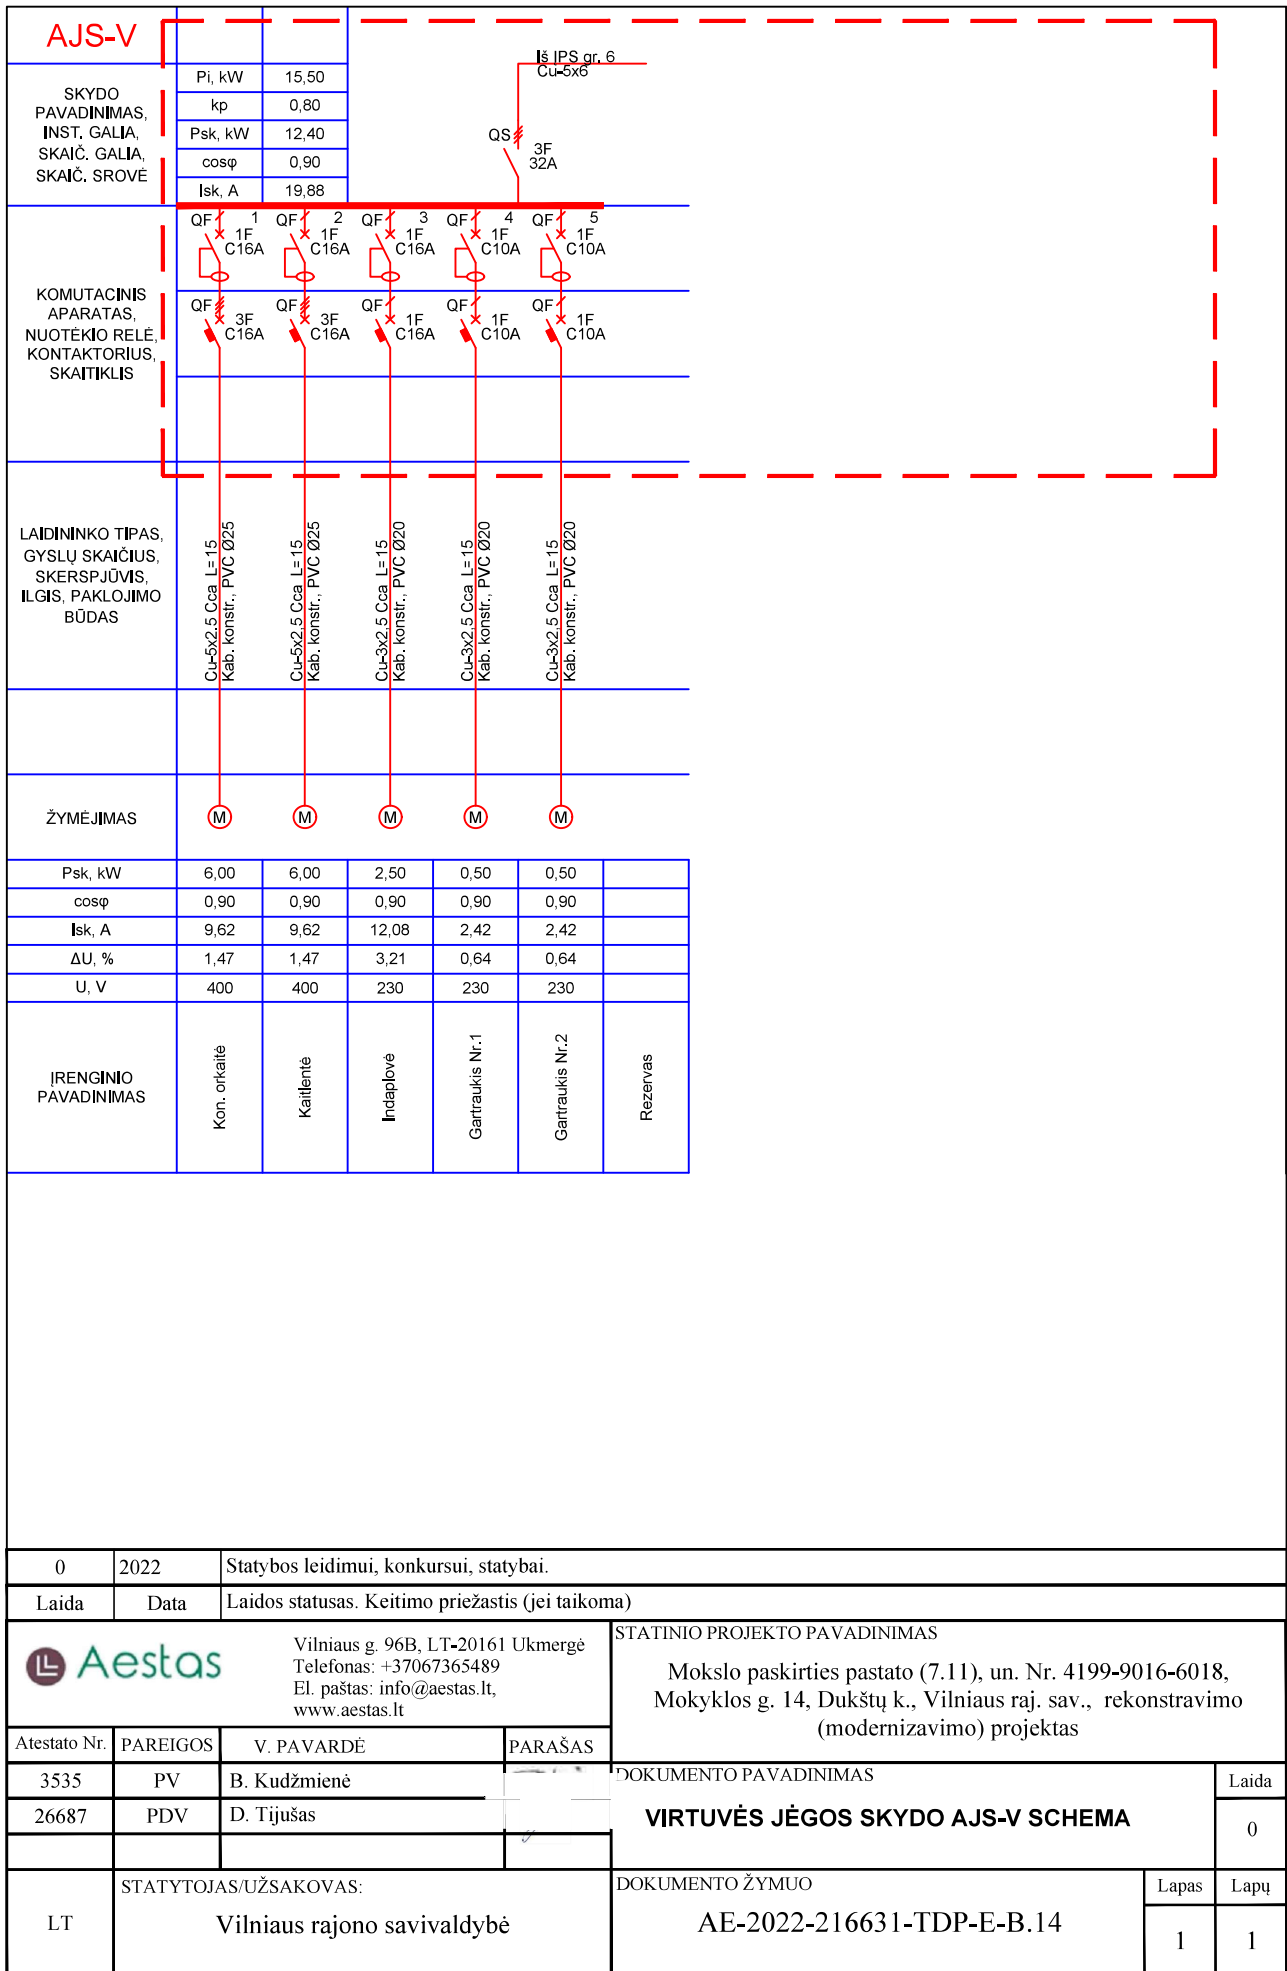 AJS-V
SKYDO
PAVADINIMAS,
INST. GALIA,
SKAIČ. GALIA,
SKAIČ. SROVĖ
Pi, kW 15,50
kp 0,80
Psk, kW 12,40
cosφ 0,90
Isk, A 19,88
Iš ĮPS gr. 6
Cu-5x6
QS
3F
32A
KOMUTACINIS
APARATAS,
NUOTĖKIO RELĖ,
KONTAKTORIUS,
SKAITIKLIS
QF 1 QF 2 QF 3 QF 4 QF 5
1F 1F 1F 1F 1F
C16A C16A C16A C10A C10A
QF QF QF QF QF
3F 3F 1F 1F 1F
C16A C16A C16A C10A C10A
LAIDININKO TIPAS,
GYSLŲ SKAIČIUS,
SKERSPJŪVIS,
ILGIS, PAKLOJIMO
BŪDAS
Cu-5x2.5 Cca L=15
Kab. konstr., PVC Ø25
Cu-5x2,5 Cca L=15
Kab. konstr., PVC Ø25
Cu-3x2,5 Cca L=15
Kab. konstr., PVC Ø20
Cu-3x2,5 Cca L=15
Kab. konstr., PVC Ø20
Cu-3x2,5 Cca L=15
Kab. konstr., PVC Ø20
ŽYMĖJIMAS M M M M M
Psk, kW 6,00 6,00 2,50 0,50 0,50
cosφ 0,90 0,90 0,90 0,90 0,90
Isk, A 9,62 9,62 12,08 2,42 2,42
ΔU, % 1,47 1,47 3,21 0,64 0,64
U, V 400 400 230 230 230
ĮRENGINIO
PAVADINIMAS
Kon. orkaitė
Kaitlentė
Indaplovė
Gartraukis Nr.1
Gartraukis Nr.2
Rezervas
0 2022 Statybos leidimui, konkursui, statybai.
Laida Data Laidos statusas. Keitimo priežastis (jei taikoma)
Aestas
Vilniaus g. 96B, LT-20161 Ukmergė
Telefonas: +37067365489
El. paštas: info@aestas.lt,
www.aestas.lt
STATINIO PROJEKTO PAVADINIMAS
Mokslo paskirties pastato (7.11), un. Nr. 4199-9016-6018,
Mokyklos g. 14, Dukštų k., Vilniaus raj. sav., rekonstravimo
(modernizavimo) projektas
Atestato Nr. PAREIGOS V. PAVARDĖ PARAŠAS
3535 PV B. Kudžmienė
26687 PDV D. Tijušas
DOKUMENTO PAVADINIMAS
VIRTUVĖS JĖGOS SKYDO AJS-V SCHEMA
Laida
0
LT
STATYTOJAS/UŽSAKOVAS:
Vilniaus rajono savivaldybė
DOKUMENTO ŽYMUO
AE-2022-216631-TDP-E-B.14
Lapas Lapų
1 1